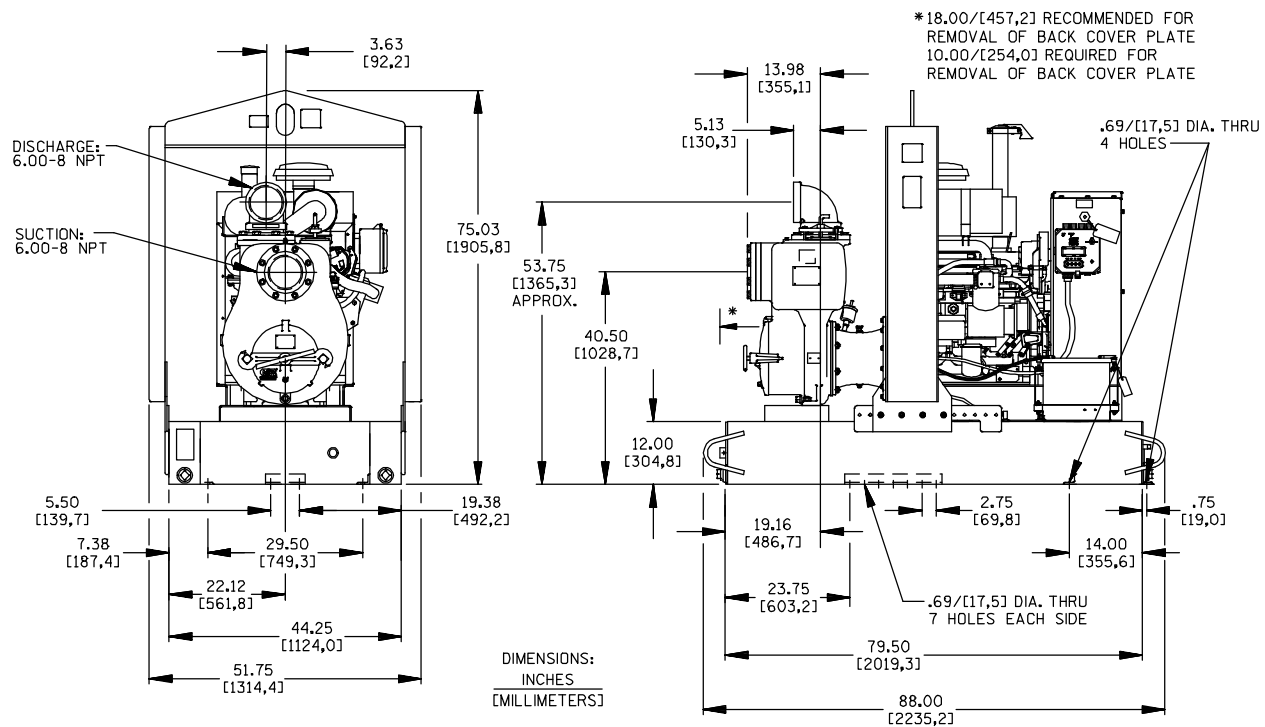 3.63
[92,2]
DISCHARGE:
6.00-8 NPT
SUCTION:
6.00-8 NPT
75.03
[1905,8]
5.50
[139,7]
19.38
[492,2]
7.38
[187,4]
29.50
[749,3]
22.12
[561,8]
44.25
[1124,0]
51.75
[1314,4]
DIMENSIONS:
INCHES
[MILLIMETERS]
*18.00/[457,2] RECOMMENDED FOR
REMOVAL OF BACK COVER PLATE
10.00/[254,0] REQUIRED FOR
REMOVAL OF BACK COVER PLATE
13.98
[355,1]
5.13
[130,3]
.69/[17,5] DIA. THRU
4 HOLES
53.75
[1365,3]
APPROX.
*
40.50
[1028,7]
12.00
[304,8]
19.16
[486,7]
2.75
[69,8]
.75
[19,0]
14.00
[355,6]
23.75
[603,2]
.69/[17,5] DIA. THRU
7 HOLES EACH SIDE
79.50
[2019,3]
88.00
[2235,2]